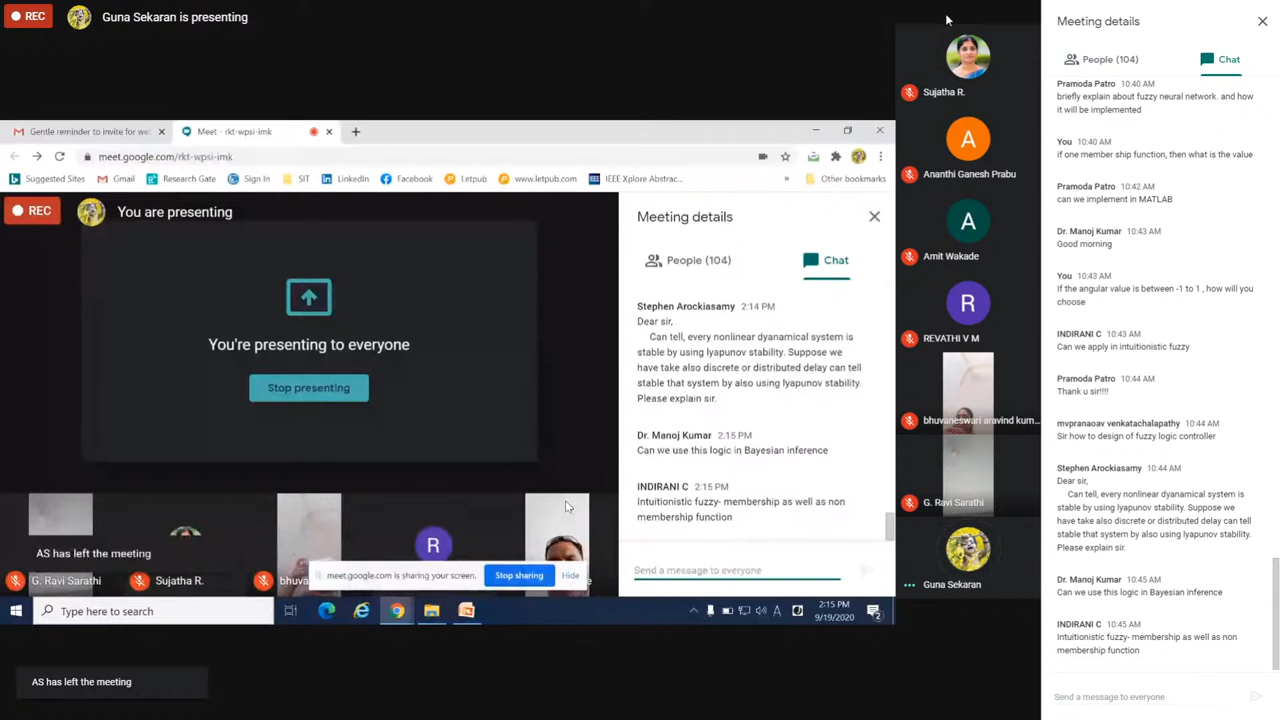 REC
Guna Sekaran is presenting
Gentle reminder to invite for we
Meet - rkt-wpsi-imk
meet.google.com/rkt-wpsi-imk
Suggested Sites
Gmail
Research Gate
Sign In
SIT
LinkedIn
Facebook
Letpub
www.letpub.com
IEEE Xplore Abstrac...
»
Other bookmarks
REC
You are presenting
You're presenting to everyone
Stop presenting
AS has left the meeting
G. Ravi Sarathi
Sujatha R.
bhuva
R
meet.google.com is sharing your screen.
Stop sharing
Hide
Meeting details
People (104)
Chat
Stephen Arockiasamy 2:14 PM
Dear sir,
Can tell, every nonlinear dyanamical system is
stable by using lyapunov stability. Suppose we
have take also discrete or distributed delay can tell
stable that system by also using lyapunov stability.
Please explain sir.
Dr. Manoj Kumar 2:15 PM
Can we use this logic in Bayesian inference
INDIRANI C 2:15 PM
Intuitionistic fuzzy- membership as well as non
membership function
Send a message to everyone
Type here to search
2:15 PM
9/19/2020
2
AS has left the meeting
Sujatha R.
A
Ananthi Ganesh Prabu
A
Amit Wakade
R
REVATHI V M
bhuvaneswari aravind kum...
G. Ravi Sarathi
Guna Sekaran
Meeting details
People (104)
Chat
Pramoda Patro 10:40 AM
briefly explain about fuzzy neural network. and how
it will be implemented
You 10:40 AM
if one member ship function, then what is the value
Pramoda Patro 10:42 AM
can we implement in MATLAB
Dr. Manoj Kumar 10:43 AM
Good morning
You 10:43 AM
If the angular value is between -1 to 1 , how will you
choose
INDIRANI C 10:43 AM
Can we apply in intuitionistic fuzzy
Pramoda Patro 10:44 AM
Thank u sir!!!!
mvpranaoav venkatachalapathy 10:44 AM
Sir how to design of fuzzy logic controller
Stephen Arockiasamy 10:44 AM
Dear sir,
Can tell, every nonlinear dyanamical system is
stable by using lyapunov stability. Suppose we
have take also discrete or distributed delay can tell
stable that system by also using lyapunov stability.
Please explain sir.
Dr. Manoj Kumar 10:45 AM
Can we use this logic in Bayesian inference
INDIRANI C 10:45 AM
Intuitionistic fuzzy- membership as well as non
membership function
Send a message to everyone